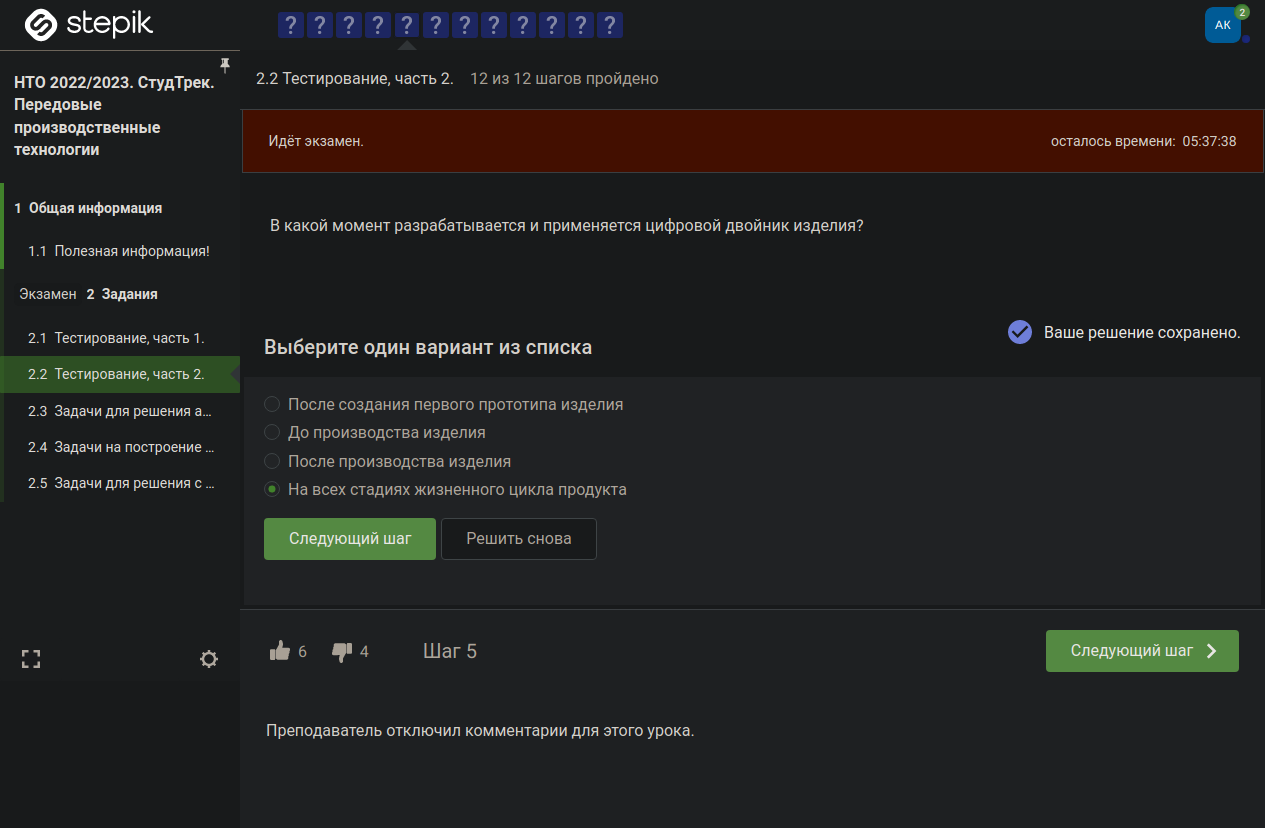 stepik
? ? ? ? ? ? ? ? ? ? ? ?
АК
2
НТО 2022/2023. СтудТрек.
Передовые
производственные
технологии
1 Общая информация
1.1 Полезная информация!
Экзамен 2 Задания
2.1 Тестирование, часть 1.
2.2 Тестирование, часть 2.
2.3 Задачи для решения а...
2.4 Задачи на построение ...
2.5 Задачи для решения с ...
2.2 Тестирование, часть 2. 12 из 12 шагов пройдено
Идёт экзамен. осталось времени: 05:37:38
В какой момент разрабатывается и применяется цифровой двойник изделия?
Ваше решение сохранено.
Выберите один вариант из списка
После создания первого прототипа изделия
До производства изделия
После производства изделия
На всех стадиях жизненного цикла продукта
Следующий шаг Решить снова
6 4 Шаг 5 Следующий шаг
Преподаватель отключил комментарии для этого урока.